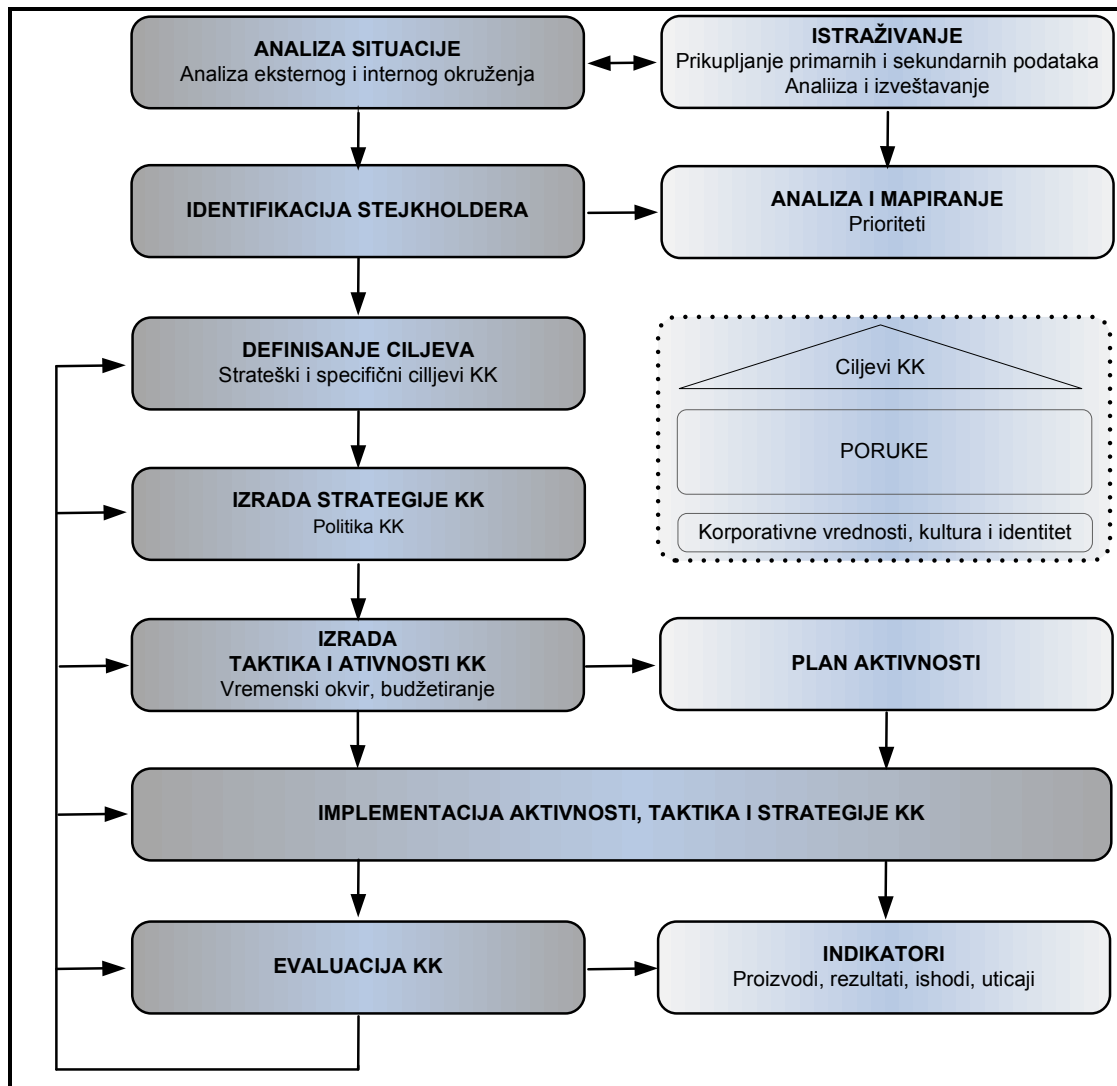 ANALIZA SITUACIJE
Analiza eksternog i internog okruženja
ISTRAŽIVANJE
Prikupljanje primarnih i sekundarnih podataka
Analiiza i izveštavanje
IDENTIFIKACIJA STEJKHOLDERA
ANALIZA I MAPIRANJE
Prioriteti
DEFINISANJE CILJEVA
Strateški i specifični cilljevi KK
Ciljevi KK
PORUKE
Korporativne vrednosti, kultura i identitet
IZRADA STRATEGIJE KK
Politika KK
IZRADA
TAKTIKA I ATIVNOSTI KK
Vremenski okvir, budžetiranje
PLAN AKTIVNOSTI
IMPLEMENTACIJA AKTIVNOSTI, TAKTIKA I STRATEGIJE KK
EVALUACIJA KK
INDIKATORI
Proizvodi, rezultati, ishodi, uticaji